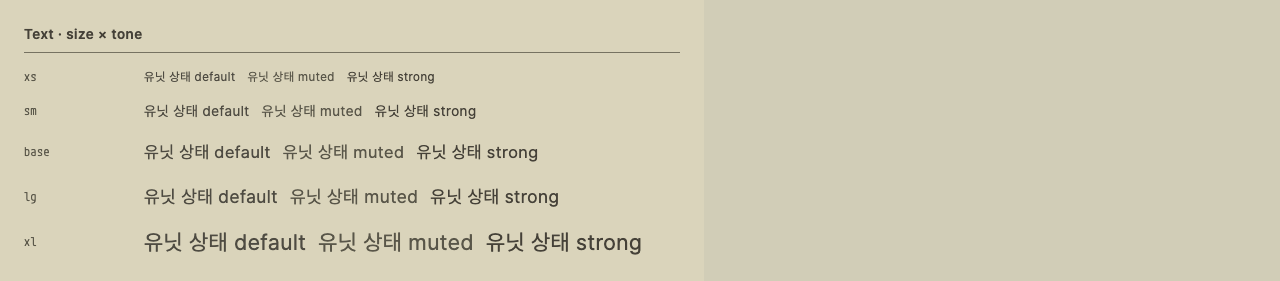 Text · size × tone
xs 유닛 상태 default 유닛 상태 muted 유닛 상태 strong
sm 유닛 상태 default 유닛 상태 muted 유닛 상태 strong
base 유닛 상태 default 유닛 상태 muted 유닛 상태 strong
lg 유닛 상태 default 유닛 상태 muted 유닛 상태 strong
xl 유닛 상태 default 유닛 상태 muted 유닛 상태 strong